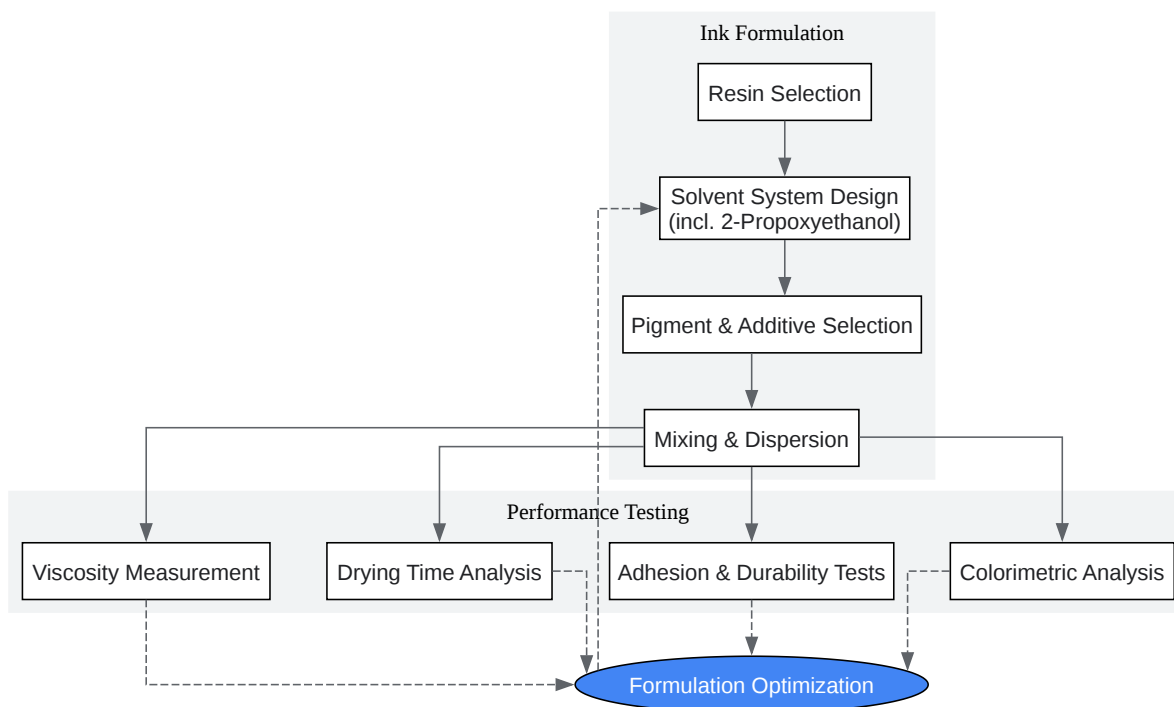 Ink Formulation
Resin Selection
Solvent System Design
(incl. 2-Propoxyethanol)
Pigment & Additive Selection
Mixing & Dispersion
Performance Testing
Viscosity Measurement
Drying Time Analysis
Adhesion & Durability Tests
Colorimetric Analysis
Formulation Optimization